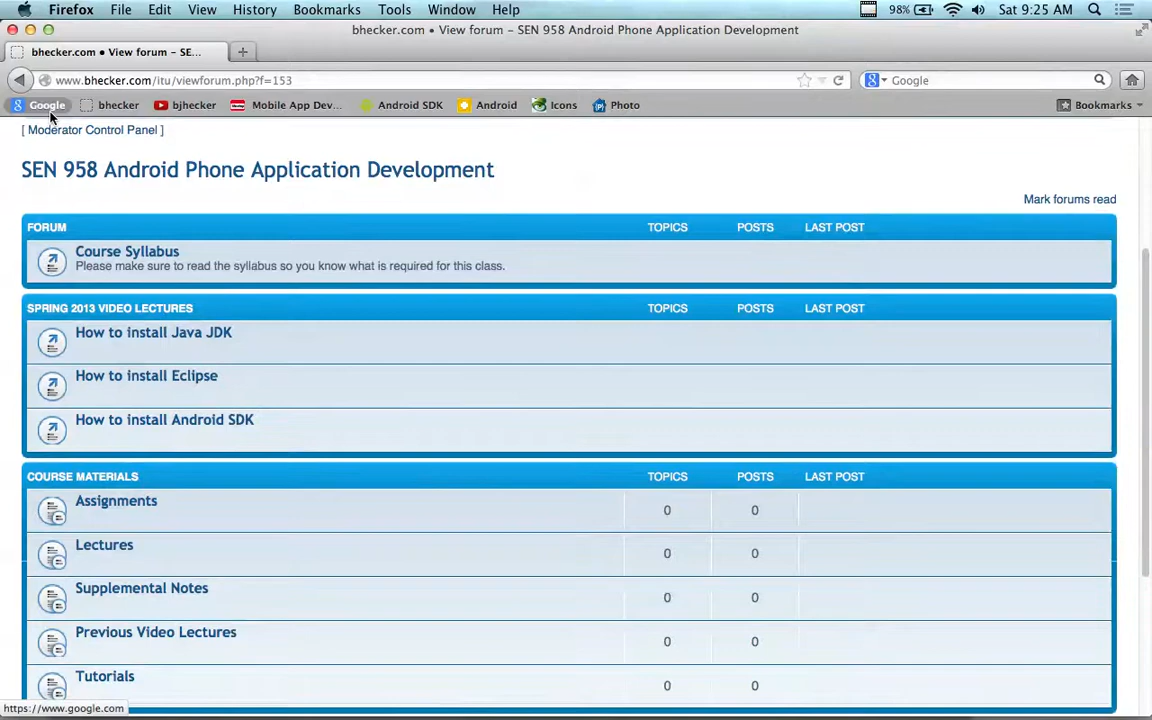 Firefox File Edit View History Bookmarks Tools Window Help 98% Sat 9:25 AM
bhecker.com • View forum – SEN 958 Android Phone Application Development
bhecker.com • View forum – SE... +
www.bhecker.com/itu/viewforum.php?f=153 Google
Google bhecker bjhecker Mobile App Dev... Android SDK Android Icons Photo Bookmarks
[ Moderator Control Panel ]
SEN 958 Android Phone Application Development
Mark forums read
FORUM TOPICS POSTS LAST POST
Course Syllabus
Please make sure to read the syllabus so you know what is required for this class.
SPRING 2013 VIDEO LECTURES TOPICS POSTS LAST POST
How to install Java JDK
How to install Eclipse
How to install Android SDK
COURSE MATERIALS TOPICS POSTS LAST POST
Assignments 0 0
Lectures 0 0
Supplemental Notes 0 0
Previous Video Lectures 0 0
Tutorials 0 0
https://www.google.com